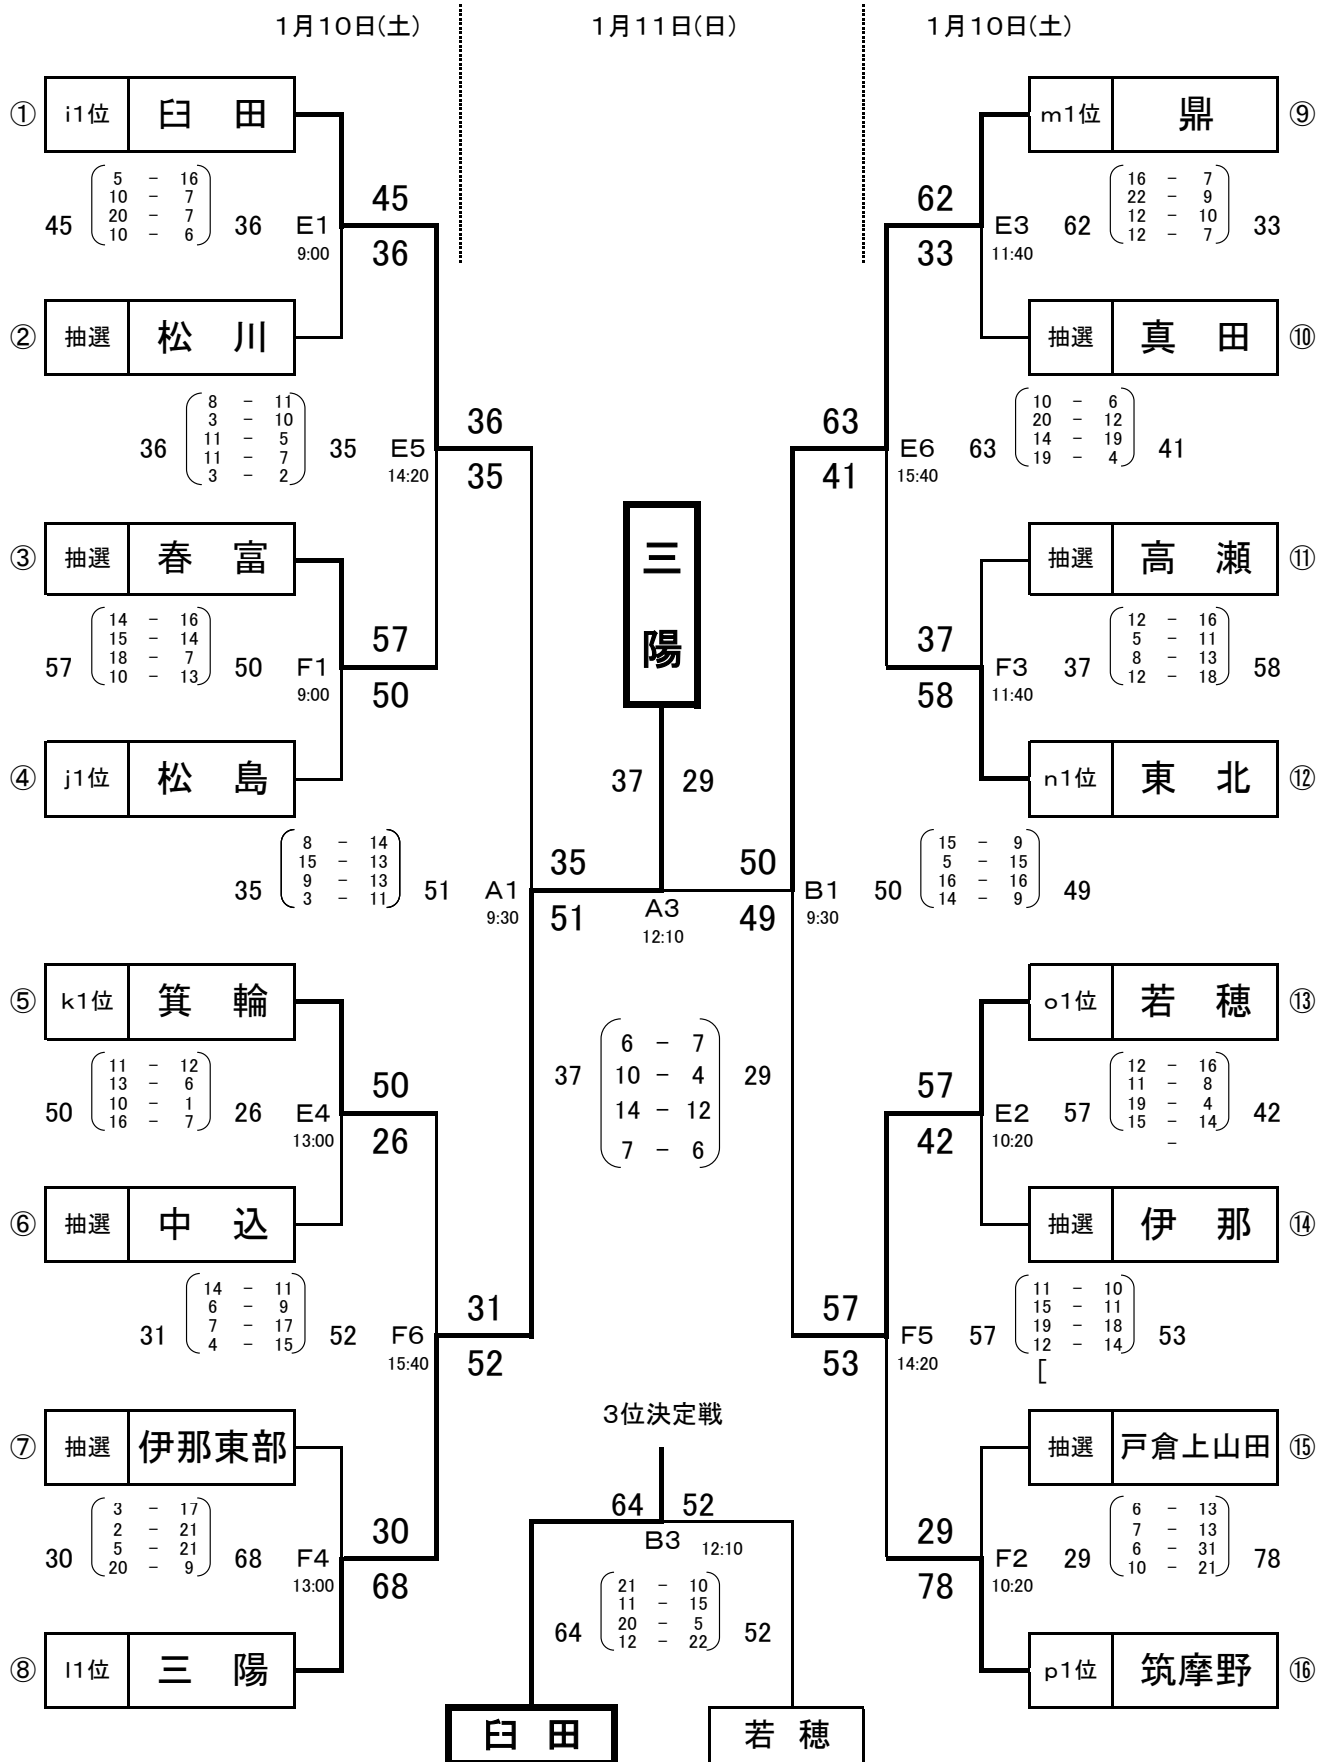 1月10日(土)
1月11日(日)
1月10日(土)
① i1位 臼 田
45 5 - 16 36 E1
10 - 7
20 - 7
10 - 6
9:00
45
36
② 抽選 松 川
36 8 - 11 35 E5
3 - 10
11 - 5
11 - 7
3 - 2
14:20
36
35
③ 抽選 春 富
57 14 - 16 50 F1
15 - 14
18 - 7
10 - 13
9:00
57
50
④ j1位 松 島
35 8 - 14 51 A1
15 - 13
9 - 13
3 - 11
9:30
35
51
⑤ k1位 箕 輪
50 11 - 12 26 E4
13 - 6
10 - 1
16 - 7
13:00
50
26
⑥ 抽選 中 込
31 14 - 11 52 F6
6 - 9
7 - 17
4 - 15
15:40
31
52
⑦ 抽選 伊那東部
30 3 - 17 68 F4
2 - 21
5 - 21
20 - 9
13:00
30
68
⑧ l1位 三 陽
三
陽
37 29
A3
12:10
37 6 - 7 29
10 - 4
14 - 12
7 - 6
3位決定戦
64 52
B3 12:10
64 21 - 10 52
11 - 15
20 - 5
12 - 22
臼 田
若 穂
m1位 鼎 ⑨
62
33
E3 62 16 - 7 33
22 - 9
12 - 10
12 - 7
11:40
抽選 真 田 ⑩
63
41
E6 63 10 - 6 41
20 - 12
14 - 19
19 - 4
15:40
抽選 高 瀬 ⑪
37
58
F3 37 12 - 16 58
5 - 11
8 - 13
12 - 18
11:40
n1位 東 北 ⑫
50
49
B1 50 15 - 9 49
5 - 15
16 - 16
14 - 9
9:30
o1位 若 穂 ⑬
57
42
E2 57 12 - 16 42
11 - 8
19 - 4
15 - 14
-
10:20
抽選 伊 那 ⑭
57
53
F5 57 11 - 10 53
15 - 11
19 - 18
12 - 14
[
14:20
抽選 戸倉上山田 ⑮
29
78
F2 29 6 - 13 78
7 - 13
6 - 31
10 - 21
10:20
p1位 筑摩野 ⑯